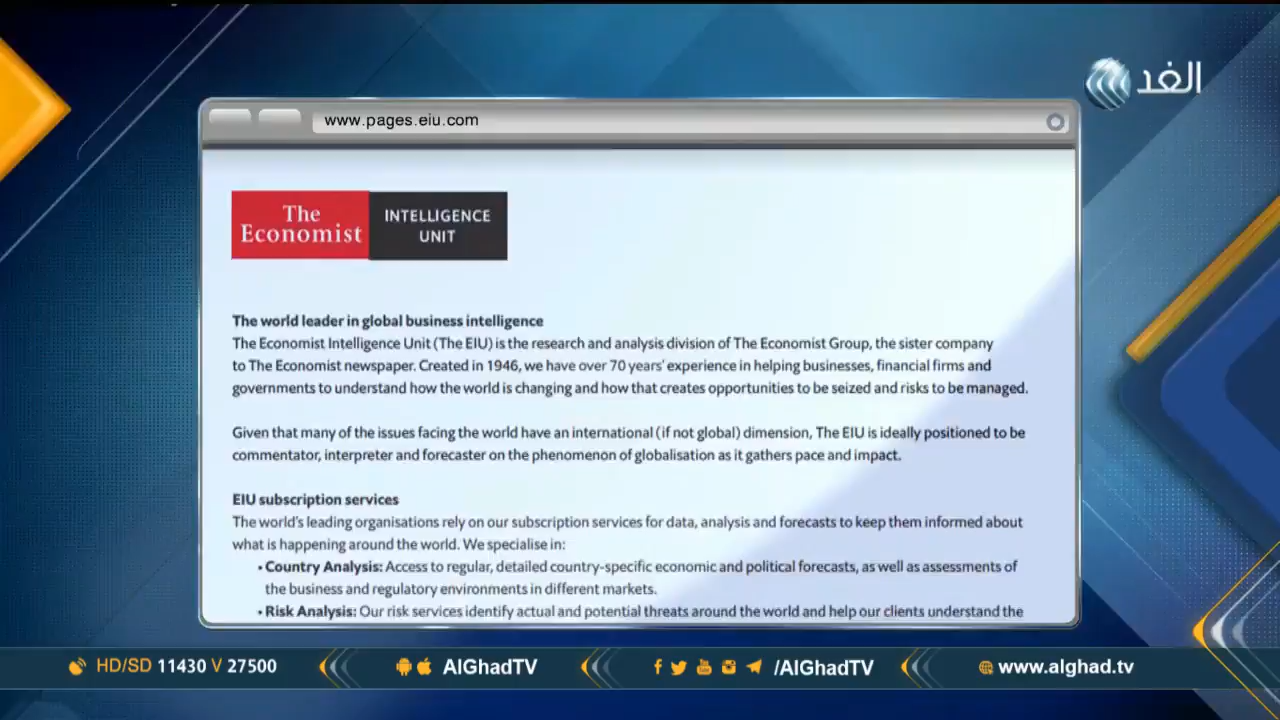 الغد
www.pages.eiu.com
The
Economist
INTELLIGENCE
UNIT
The world leader in global business intelligence
The Economist Intelligence Unit (The EIU) is the research and analysis division of The Economist Group, the sister company
to The Economist newspaper. Created in 1946, we have over 70 years' experience in helping businesses, financial firms and
governments to understand how the world is changing and how that creates opportunities to be seized and risks to be managed.
Given that many of the issues facing the world have an international (if not global) dimension, The EIU is ideally positioned to be
commentator, interpreter and forecaster on the phenomenon of globalisation as it gathers pace and impact.
EIU subscription services
The world's leading organisations rely on our subscription services for data, analysis and forecasts to keep them informed about
what is happening around the world. We specialise in:
• Country Analysis: Access to regular, detailed country-specific economic and political forecasts, as well as assessments of
the business and regulatory environments in different markets.
• Risk Analysis: Our risk services identify actual and potential threats around the world and help our clients understand the
HD/SD 11430 V 27500
AlGhadTV
/AlGhadTV
www.alghad.tv